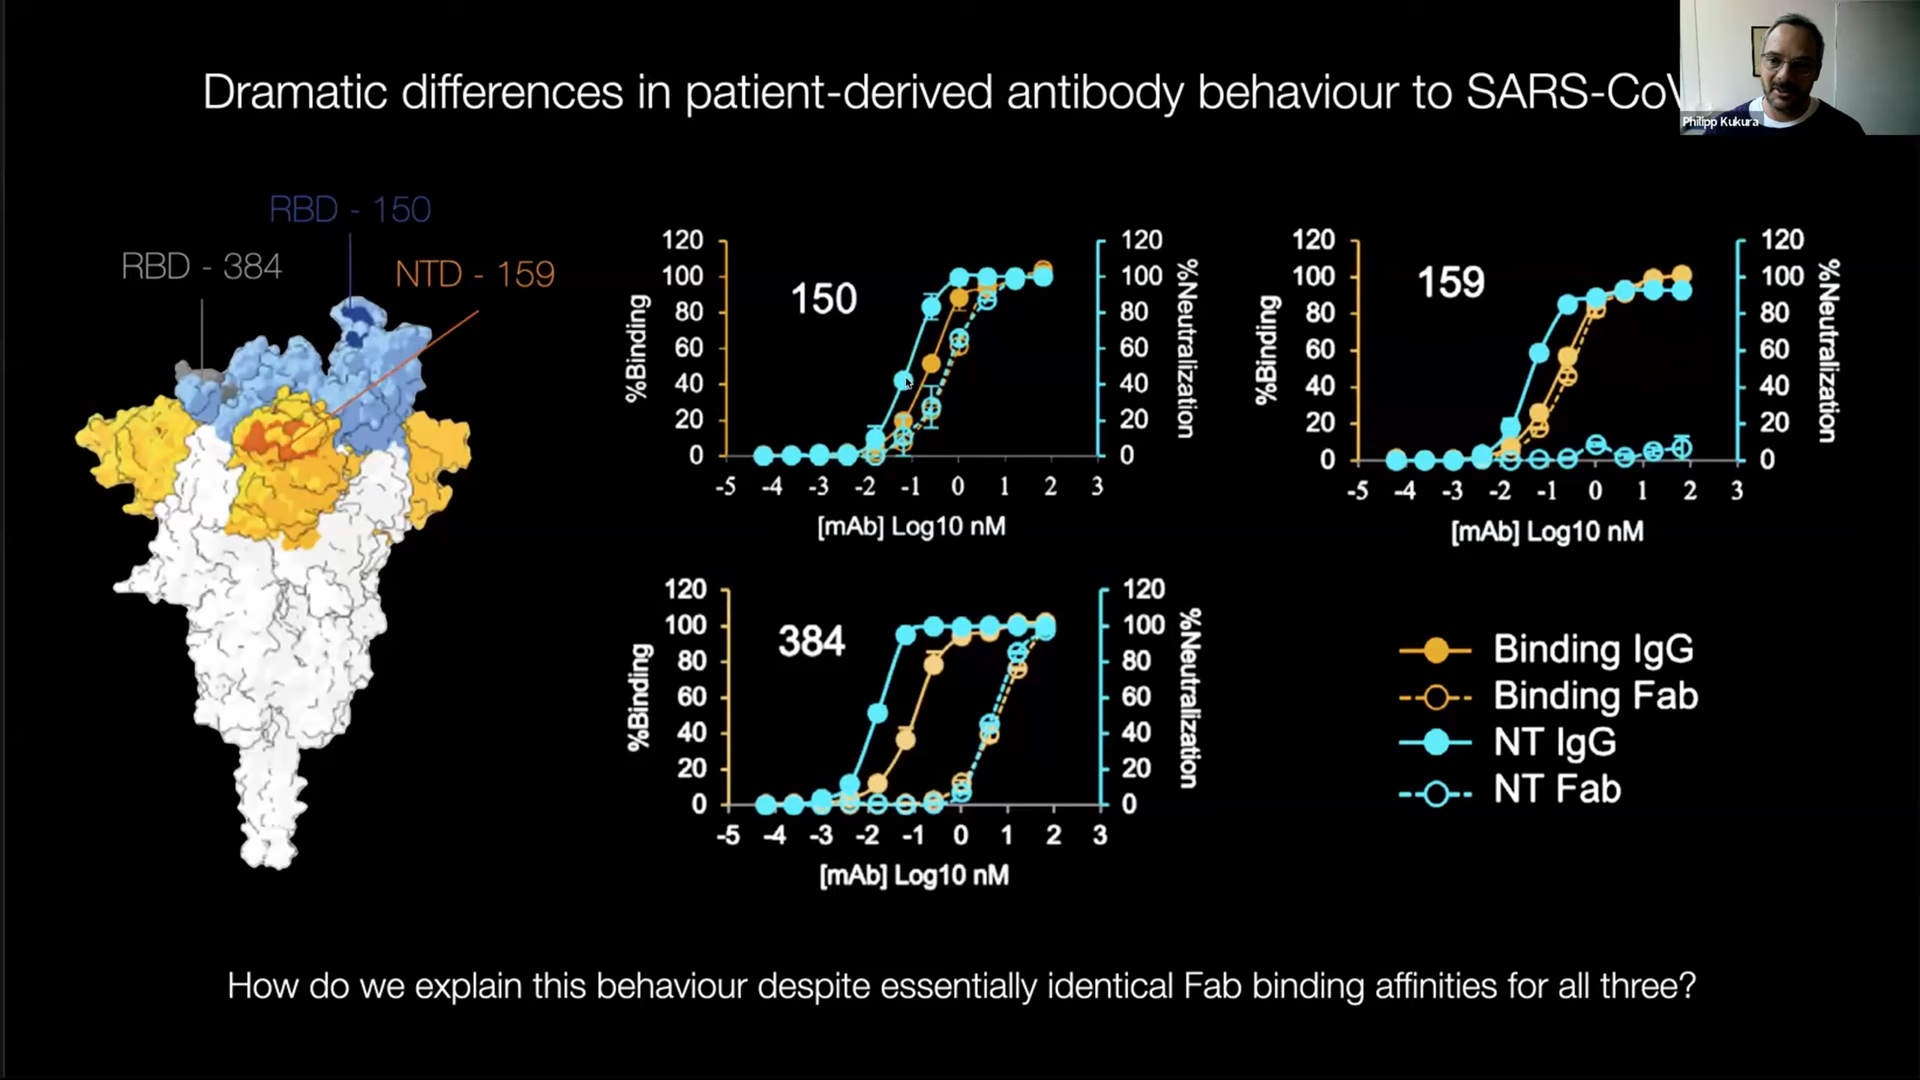 Dramatic differences in patient-derived antibody behaviour to SARS-CoV
Philipp Kukura
RBD - 150
RBD - 384
NTD - 159
150
%Binding
%Neutralization
120 100 80 60 40 20 0
120 100 80 60 40 20 0
-5 -4 -3 -2 -1 0 1 2 3
[mAb] Log10 nM
159
%Binding
%Neutralization
120 100 80 60 40 20 0
120 100 80 60 40 20 0
-5 -4 -3 -2 -1 0 1 2 3
[mAb] Log10 nM
384
%Binding
%Neutralization
120 100 80 60 40 20 0
120 100 80 60 40 20 0
-5 -4 -3 -2 -1 0 1 2 3
[mAb] Log10 nM
Binding IgG
Binding Fab
NT IgG
NT Fab
How do we explain this behaviour despite essentially identical Fab binding affinities for all three?